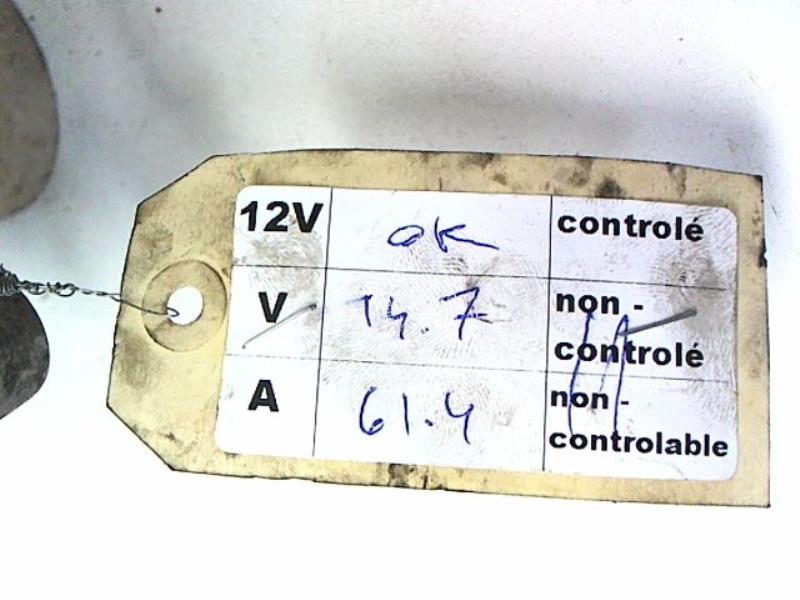 12V OK controlé
V 14.7 non -
controlé
A 61.4 non -
controlable